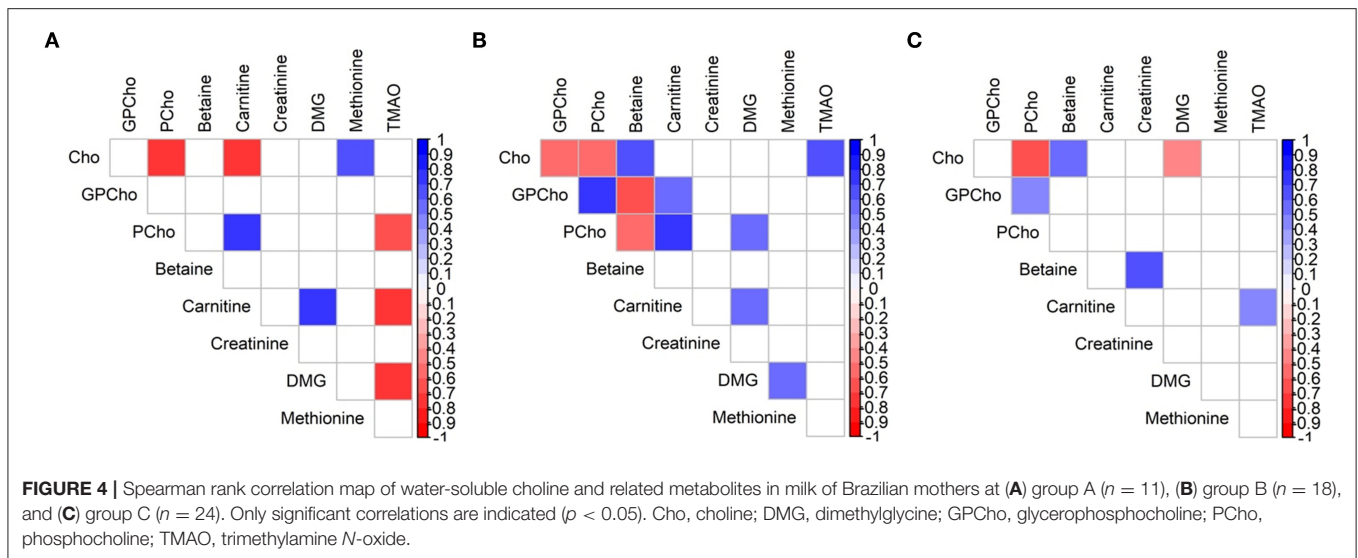 A
GPCho
PCho
Betaine
Carnitine
Creatinine
DMG
Methionine
TMAO
Cho
GPCho
PCho
Betaine
Carnitine
Creatinine
DMG
Methionine
1
0.9
0.8
0.7
0.6
0.5
0.4
0.3
0.2
0.1
0
-0.1
-0.2
-0.3
-0.4
-0.5
-0.6
-0.7
-0.8
-0.9
-1
B
GPCho
PCho
Betaine
Carnitine
Creatinine
DMG
Methionine
TMAO
Cho
GPCho
PCho
Betaine
Carnitine
Creatinine
DMG
Methionine
1
0.9
0.8
0.7
0.6
0.5
0.4
0.3
0.2
0.1
0
-0.1
-0.2
-0.3
-0.4
-0.5
-0.6
-0.7
-0.8
-0.9
-1
C
GPCho
PCho
Betaine
Carnitine
Creatinine
DMG
Methionine
TMAO
Cho
GPCho
PCho
Betaine
Carnitine
Creatinine
DMG
Methionine
1
0.9
0.8
0.7
0.6
0.5
0.4
0.3
0.2
0.1
0
-0.1
-0.2
-0.3
-0.4
-0.5
-0.6
-0.7
-0.8
-0.9
-1
FIGURE 4 | Spearman rank correlation map of water-soluble choline and related metabolites in milk of Brazilian mothers at (A) group A (n = 11), (B) group B (n = 18),
and (C) group C (n = 24). Only significant correlations are indicated (p < 0.05). Cho, choline; DMG, dimethylglycine; GPCho, glycerophosphocholine; PCho,
phosphocholine; TMAO, trimethylamine N-oxide.